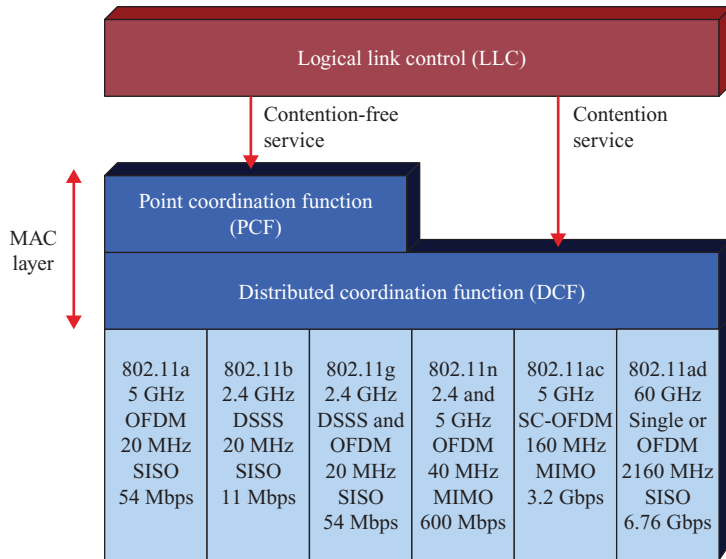 Logical link control (LLC)
Contention-free
service
Contention
service
MAC
layer
Point coordination function
(PCF)
Distributed coordination function (DCF)
802.11a
5 GHz
OFDM
20 MHz
SISO
54 Mbps
802.11b
2.4 GHz
DSSS
20 MHz
SISO
11 Mbps
802.11g
2.4 GHz
DSSS and
OFDM
20 MHz
SISO
54 Mbps
802.11n
2.4 and
5 GHz
OFDM
40 MHz
MIMO
600 Mbps
802.11ac
5 GHz
SC-OFDM
160 MHz
MIMO
3.2 Gbps
802.11ad
60 GHz
Single or
OFDM
2160 MHz
SISO
6.76 Gbps